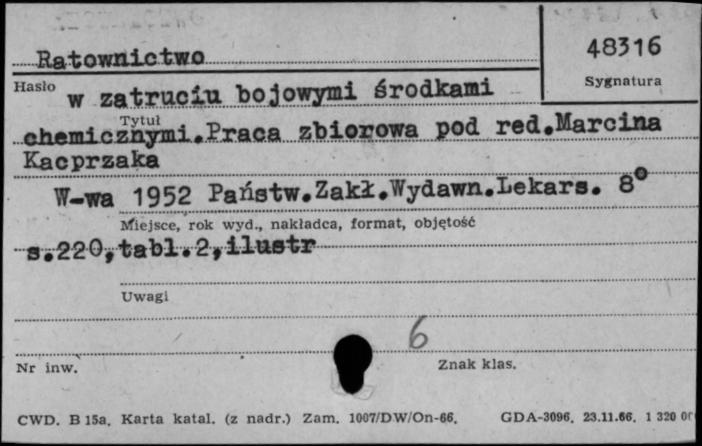 Ratownictwo
48316
Hasło
Sygnatura
w zatruciu bojowymi środkami
Tytuł
chemicznymi.Praca zbiorowa pod red.Marcina
Kacprzaka
W-wa 1952 Państw.Zakł.Wydawn.Lekars. 8°
Miejsce, rok wyd., nakładca, format, objętość
s.220,tabl.2,ilustr
Uwagi
6
Nr inw.
Znak klas.
CWD. B 15a. Karta katal. (z nadr.) Zam. 1007/DW/On-66. GDA-3096. 23.11.66. 1 320